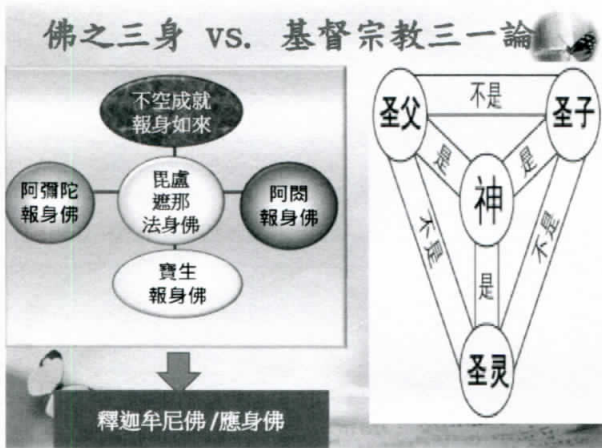 佛之三身 vs. 基督宗教三一論
不空成就
報身如來
阿彌陀
報身佛
毘盧
遮那
法身佛
阿閦
報身佛
寶生
報身佛
釋迦牟尼佛/應身佛
圣父
不是
圣子
是
是
神
不是
不是
是
圣灵